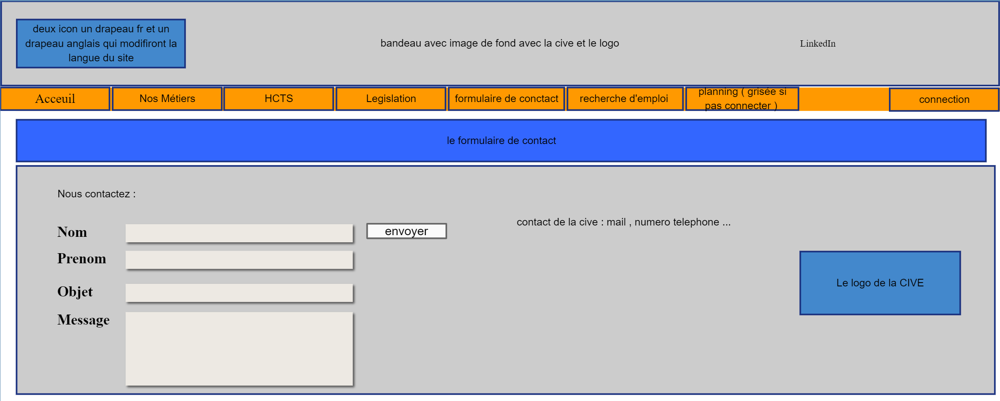 deux icon un drapeau fr et un
drapeau anglais qui modifiront la
langue du site
bandeau avec image de fond avec la cive et le logo
LinkedIn
Acceuil
Nos Métiers
HCTS
Legislation
formulaire de conctact
recherche d'emploi
planning ( grisée si
pas connecter )
connection
le formulaire de contact
Nous contactez :
Nom
envoyer
contact de la cive : mail , numero telephone ...
Prenom
Objet
Message
Le logo de la CIVE